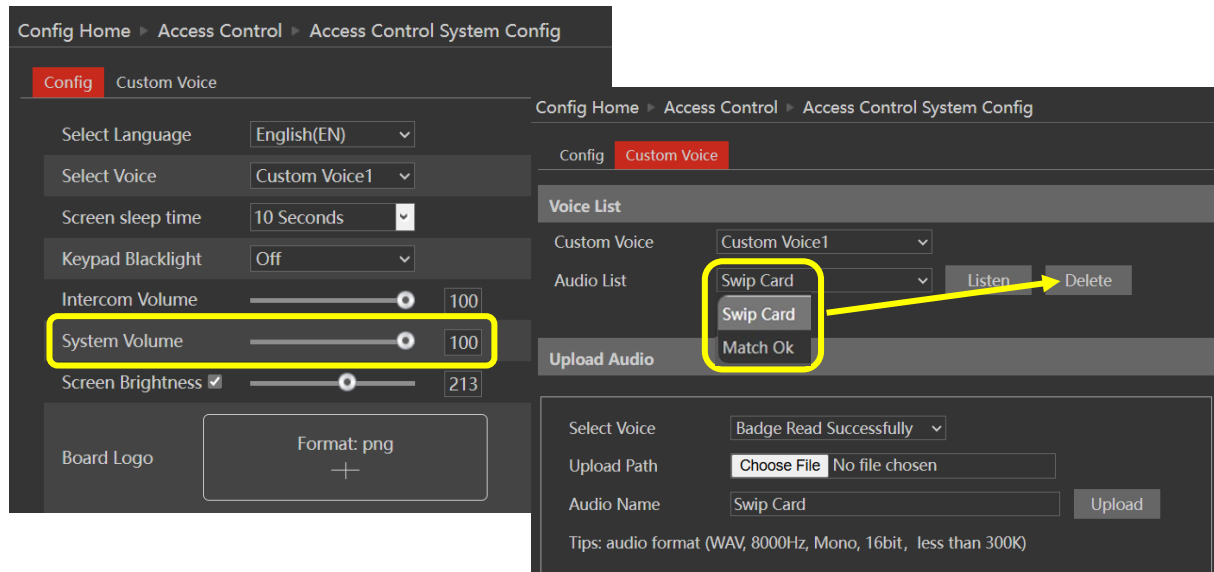 Config Home ▸ Access Control ▸ Access Control System Config
Config Custom Voice
Select Language English(EN)
Select Voice Custom Voice1
Screen sleep time 10 Seconds
Keypad Blacklight Off
Intercom Volume 100
System Volume 100
Screen Brightness 213
Board Logo Format: png
Config Home ▸ Access Control ▸ Access Control System Config
Config Custom Voice
Voice List
Custom Voice Custom Voice1
Audio List Swip Card Listen Delete
Swip Card
Match Ok
Upload Audio
Select Voice Badge Read Successfully
Upload Path Choose File No file chosen
Audio Name Swip Card Upload
Tips: audio format (WAV, 8000Hz, Mono, 16bit, less than 300K)